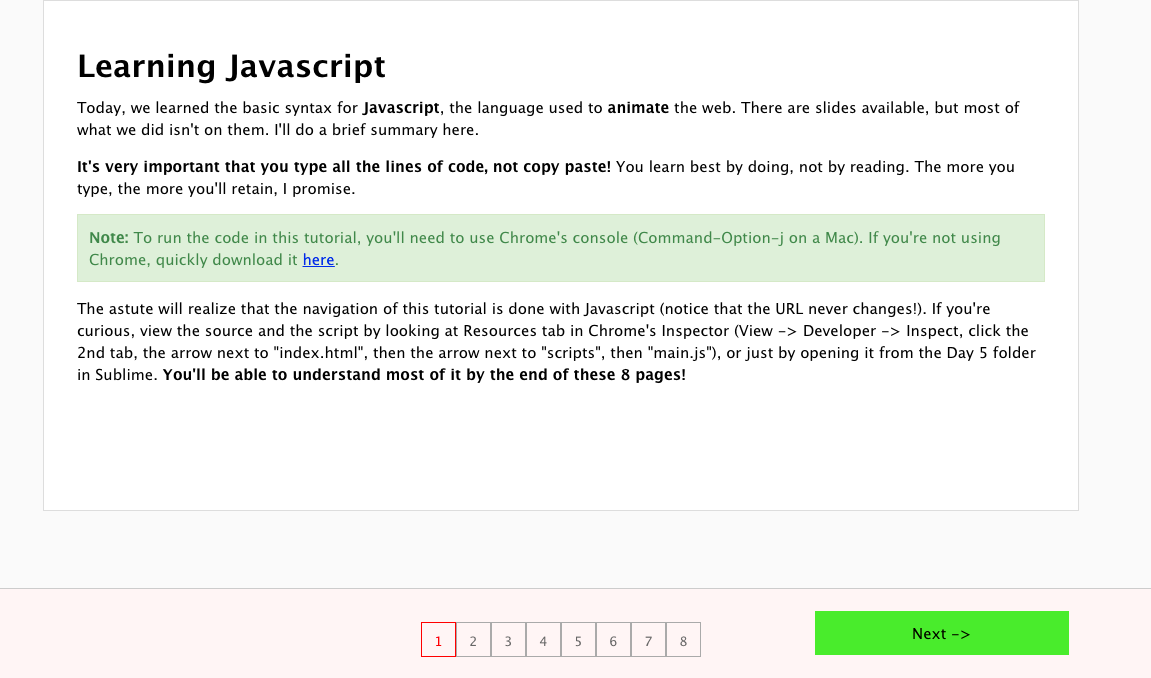 Learning Javascript
Today, we learned the basic syntax for Javascript, the language used to animate the web. There are slides available, but most of
what we did isn't on them. I'll do a brief summary here.
It's very important that you type all the lines of code, not copy paste! You learn best by doing, not by reading. The more you
type, the more you'll retain, I promise.
Note: To run the code in this tutorial, you'll need to use Chrome's console (Command-Option-j on a Mac). If you're not using
Chrome, quickly download it here.
The astute will realize that the navigation of this tutorial is done with Javascript (notice that the URL never changes!). If you're
curious, view the source and the script by looking at Resources tab in Chrome's Inspector (View -> Developer -> Inspect, click the
2nd tab, the arrow next to "index.html", then the arrow next to "scripts", then "main.js"), or just by opening it from the Day 5 folder
in Sublime. You'll be able to understand most of it by the end of these 8 pages!
1 2 3 4 5 6 7 8
Next ->